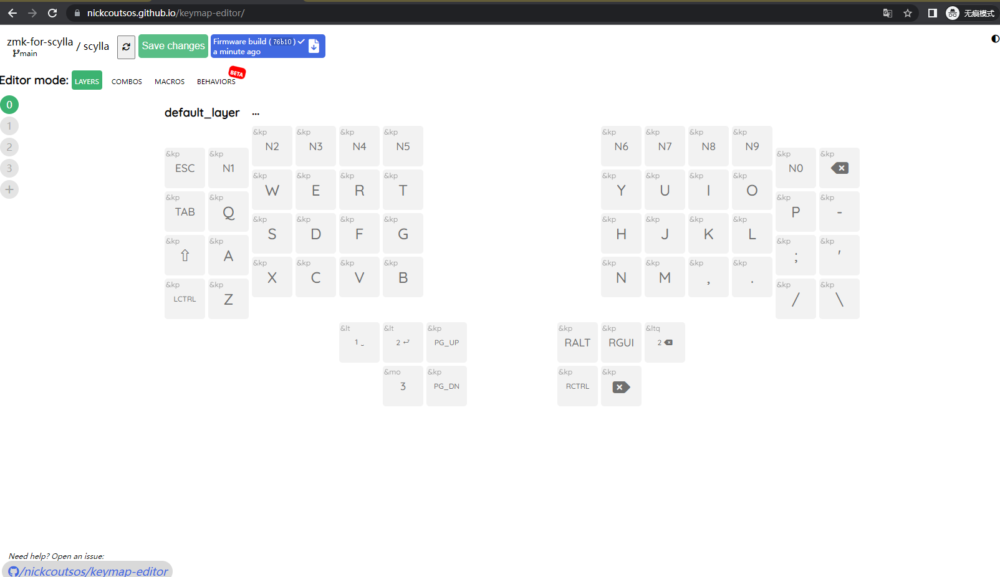 nickcoutsos.github.io/keymap-editor/
无痕模式
zmk-for-scylla / scylla
main
Save changes
Firmware build ( 76b10 )
a minute ago
Editor mode: LAYERS COMBOS MACROS BEHAVIORS BETA
0
1
2
3
+
default_layer ...
&kp &kp &kp &kp &kp &kp &kp &kp
N2 N3 N4 N5 N6 N7 N8 N9
&kp &kp &kp &kp
ESC N1 N0
&kp &kp &kp &kp &kp &kp &kp &kp
W E R T Y U I O
&kp &kp &kp &kp
TAB Q P -
&kp &kp &kp &kp &kp &kp &kp &kp
S D F G H J K L
&kp &kp &kp &kp
⇧ A ; '
&kp &kp &kp &kp &kp &kp &kp &kp
X C V B N M , .
&kp &kp &kp &kp
LCTRL Z / \
&lt &lt &kp &kp &kp &ltq
1 ⎵ 2 ⏎ PG_UP RALT RGUI 2 ⌫
&mo &kp &kp &kp
3 PG_DN RCTRL
Need help? Open an issue:
/nickcoutsos/keymap-editor